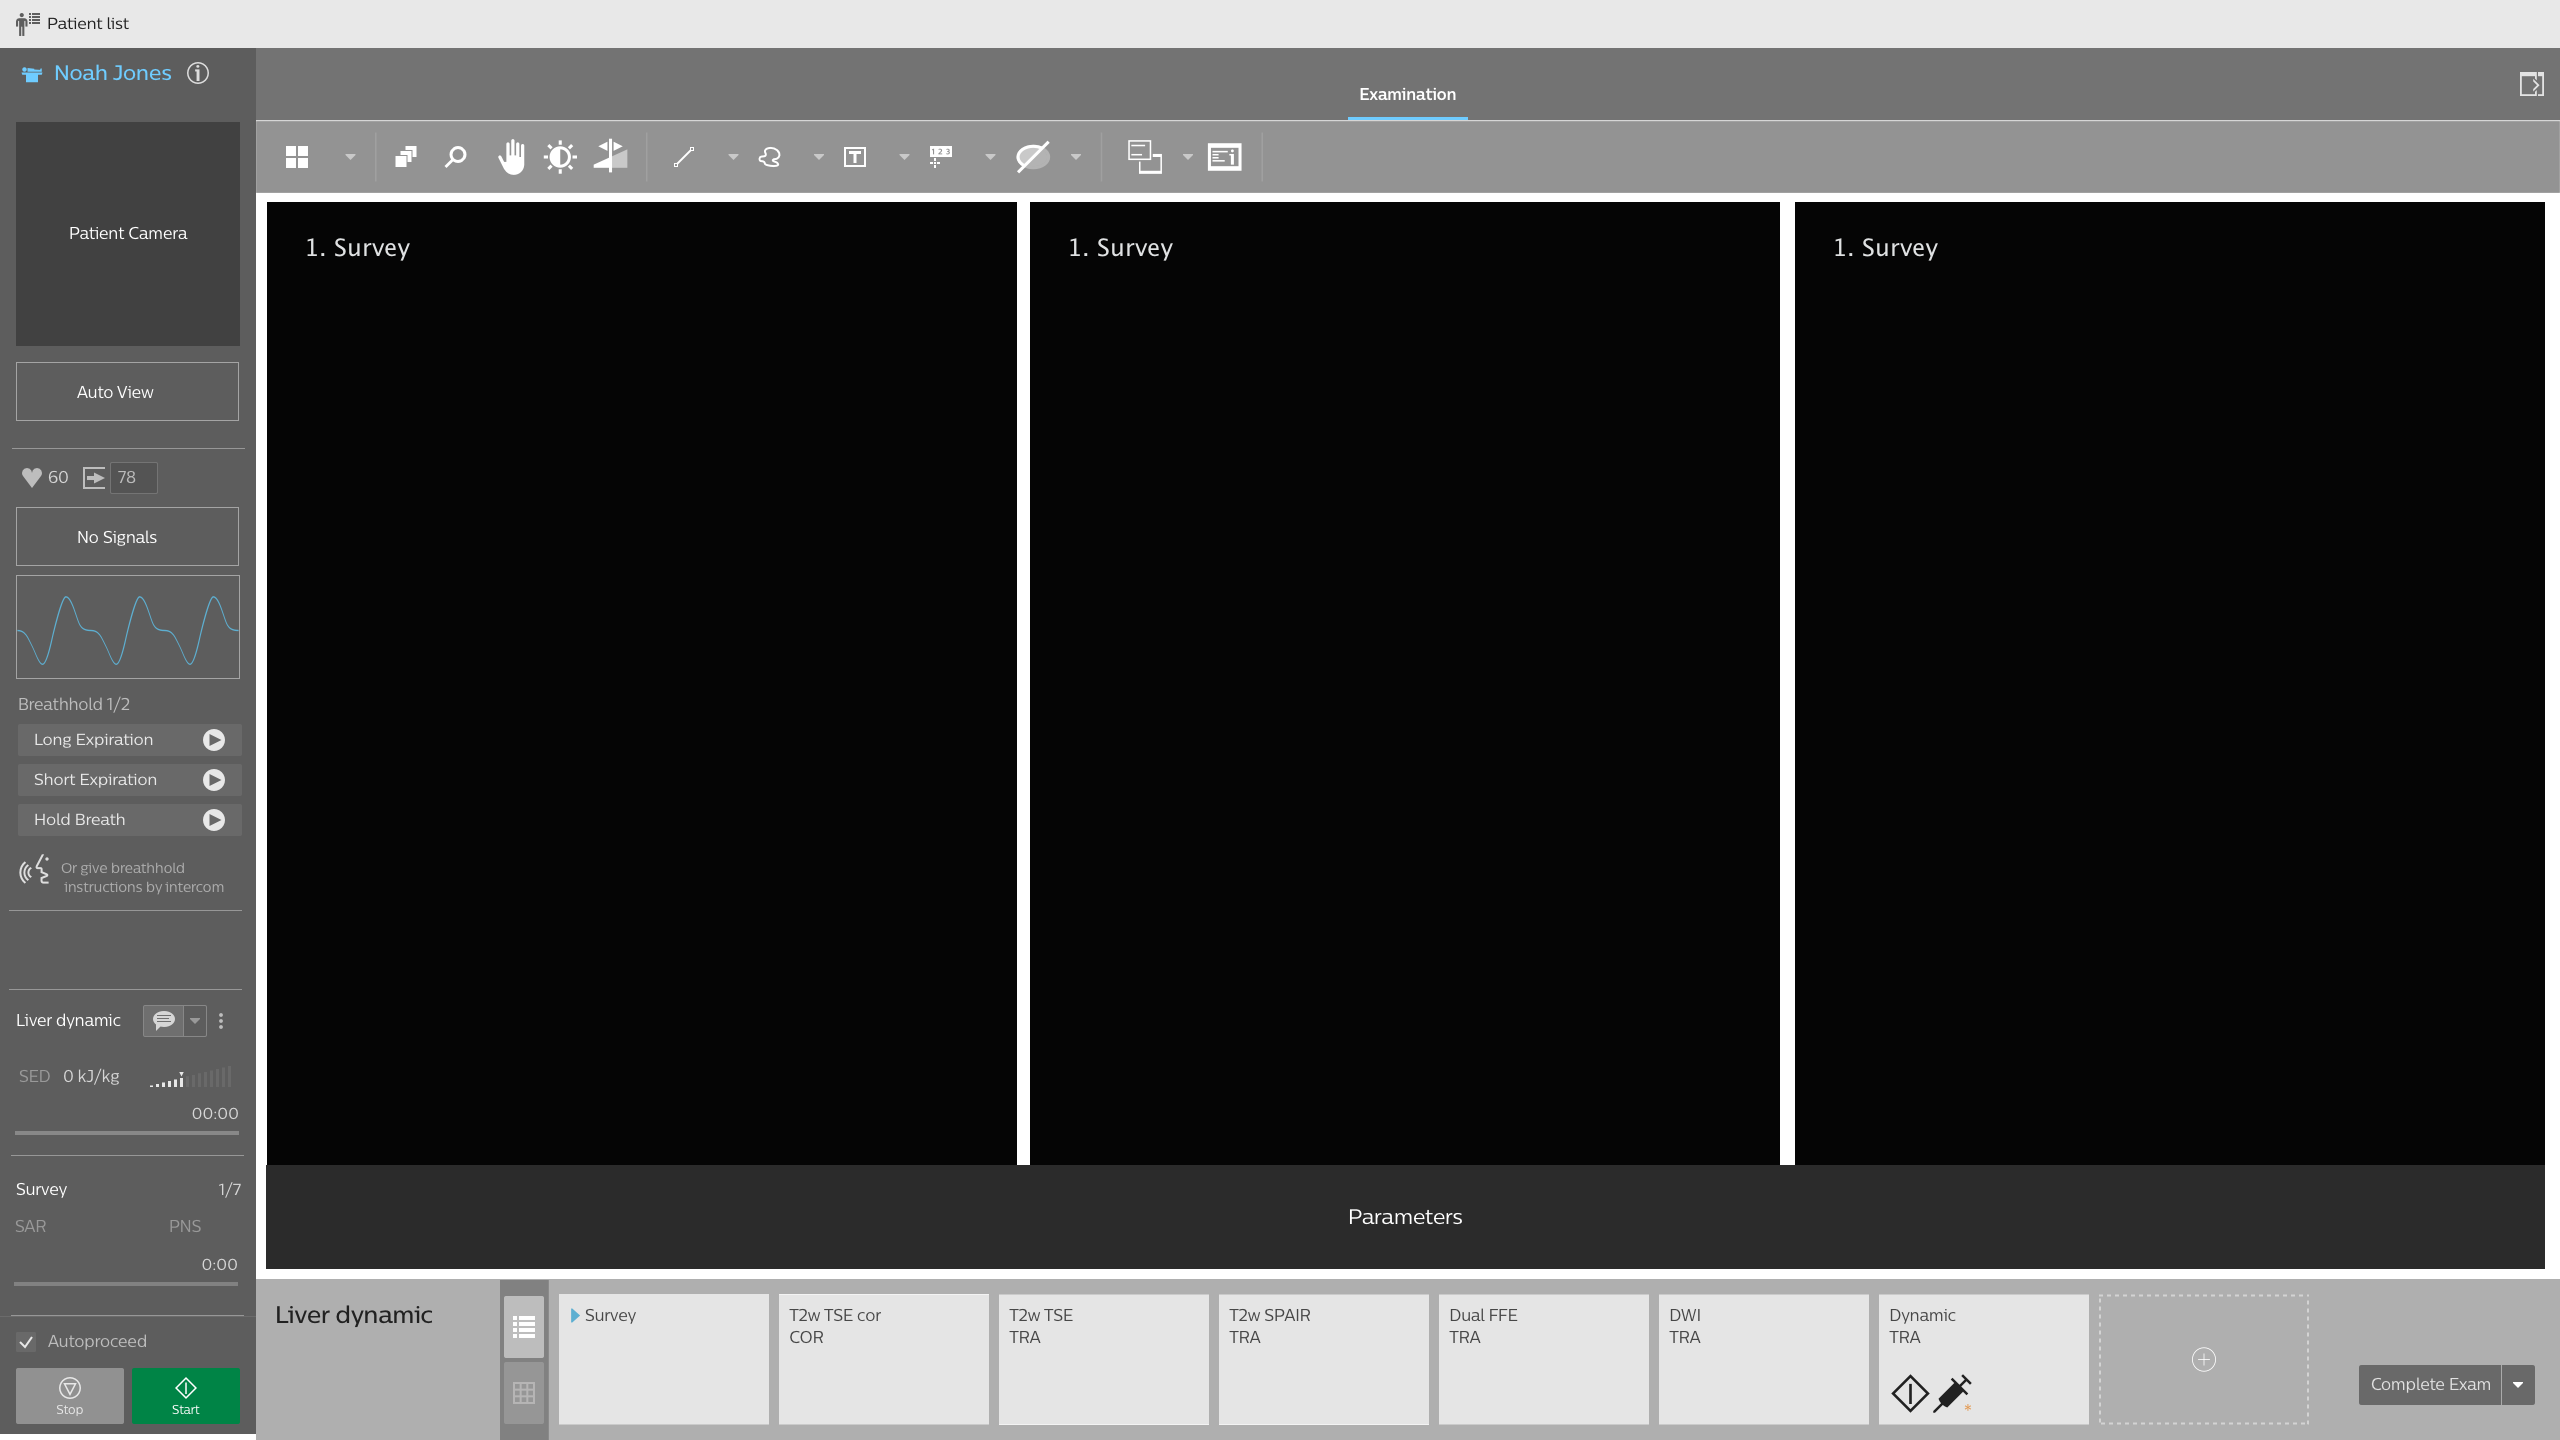 Patient list
Noah Jones
Examination
Patient Camera
Auto View
60
78
No Signals
Breathhold 1/2
Long Expiration
Short Expiration
Hold Breath
Or give breathhold
instructions by intercom
Liver dynamic
SED 0 kJ/kg
00:00
Survey 1/7
SAR PNS
0:00
Autoproceed
Stop
Start
T
1 2 3
1. Survey
1. Survey
1. Survey
Parameters
Liver dynamic
Survey
T2w TSE cor
COR
T2w TSE
TRA
T2w SPAIR
TRA
Dual FFE
TRA
DWI
TRA
Dynamic
TRA
Complete Exam